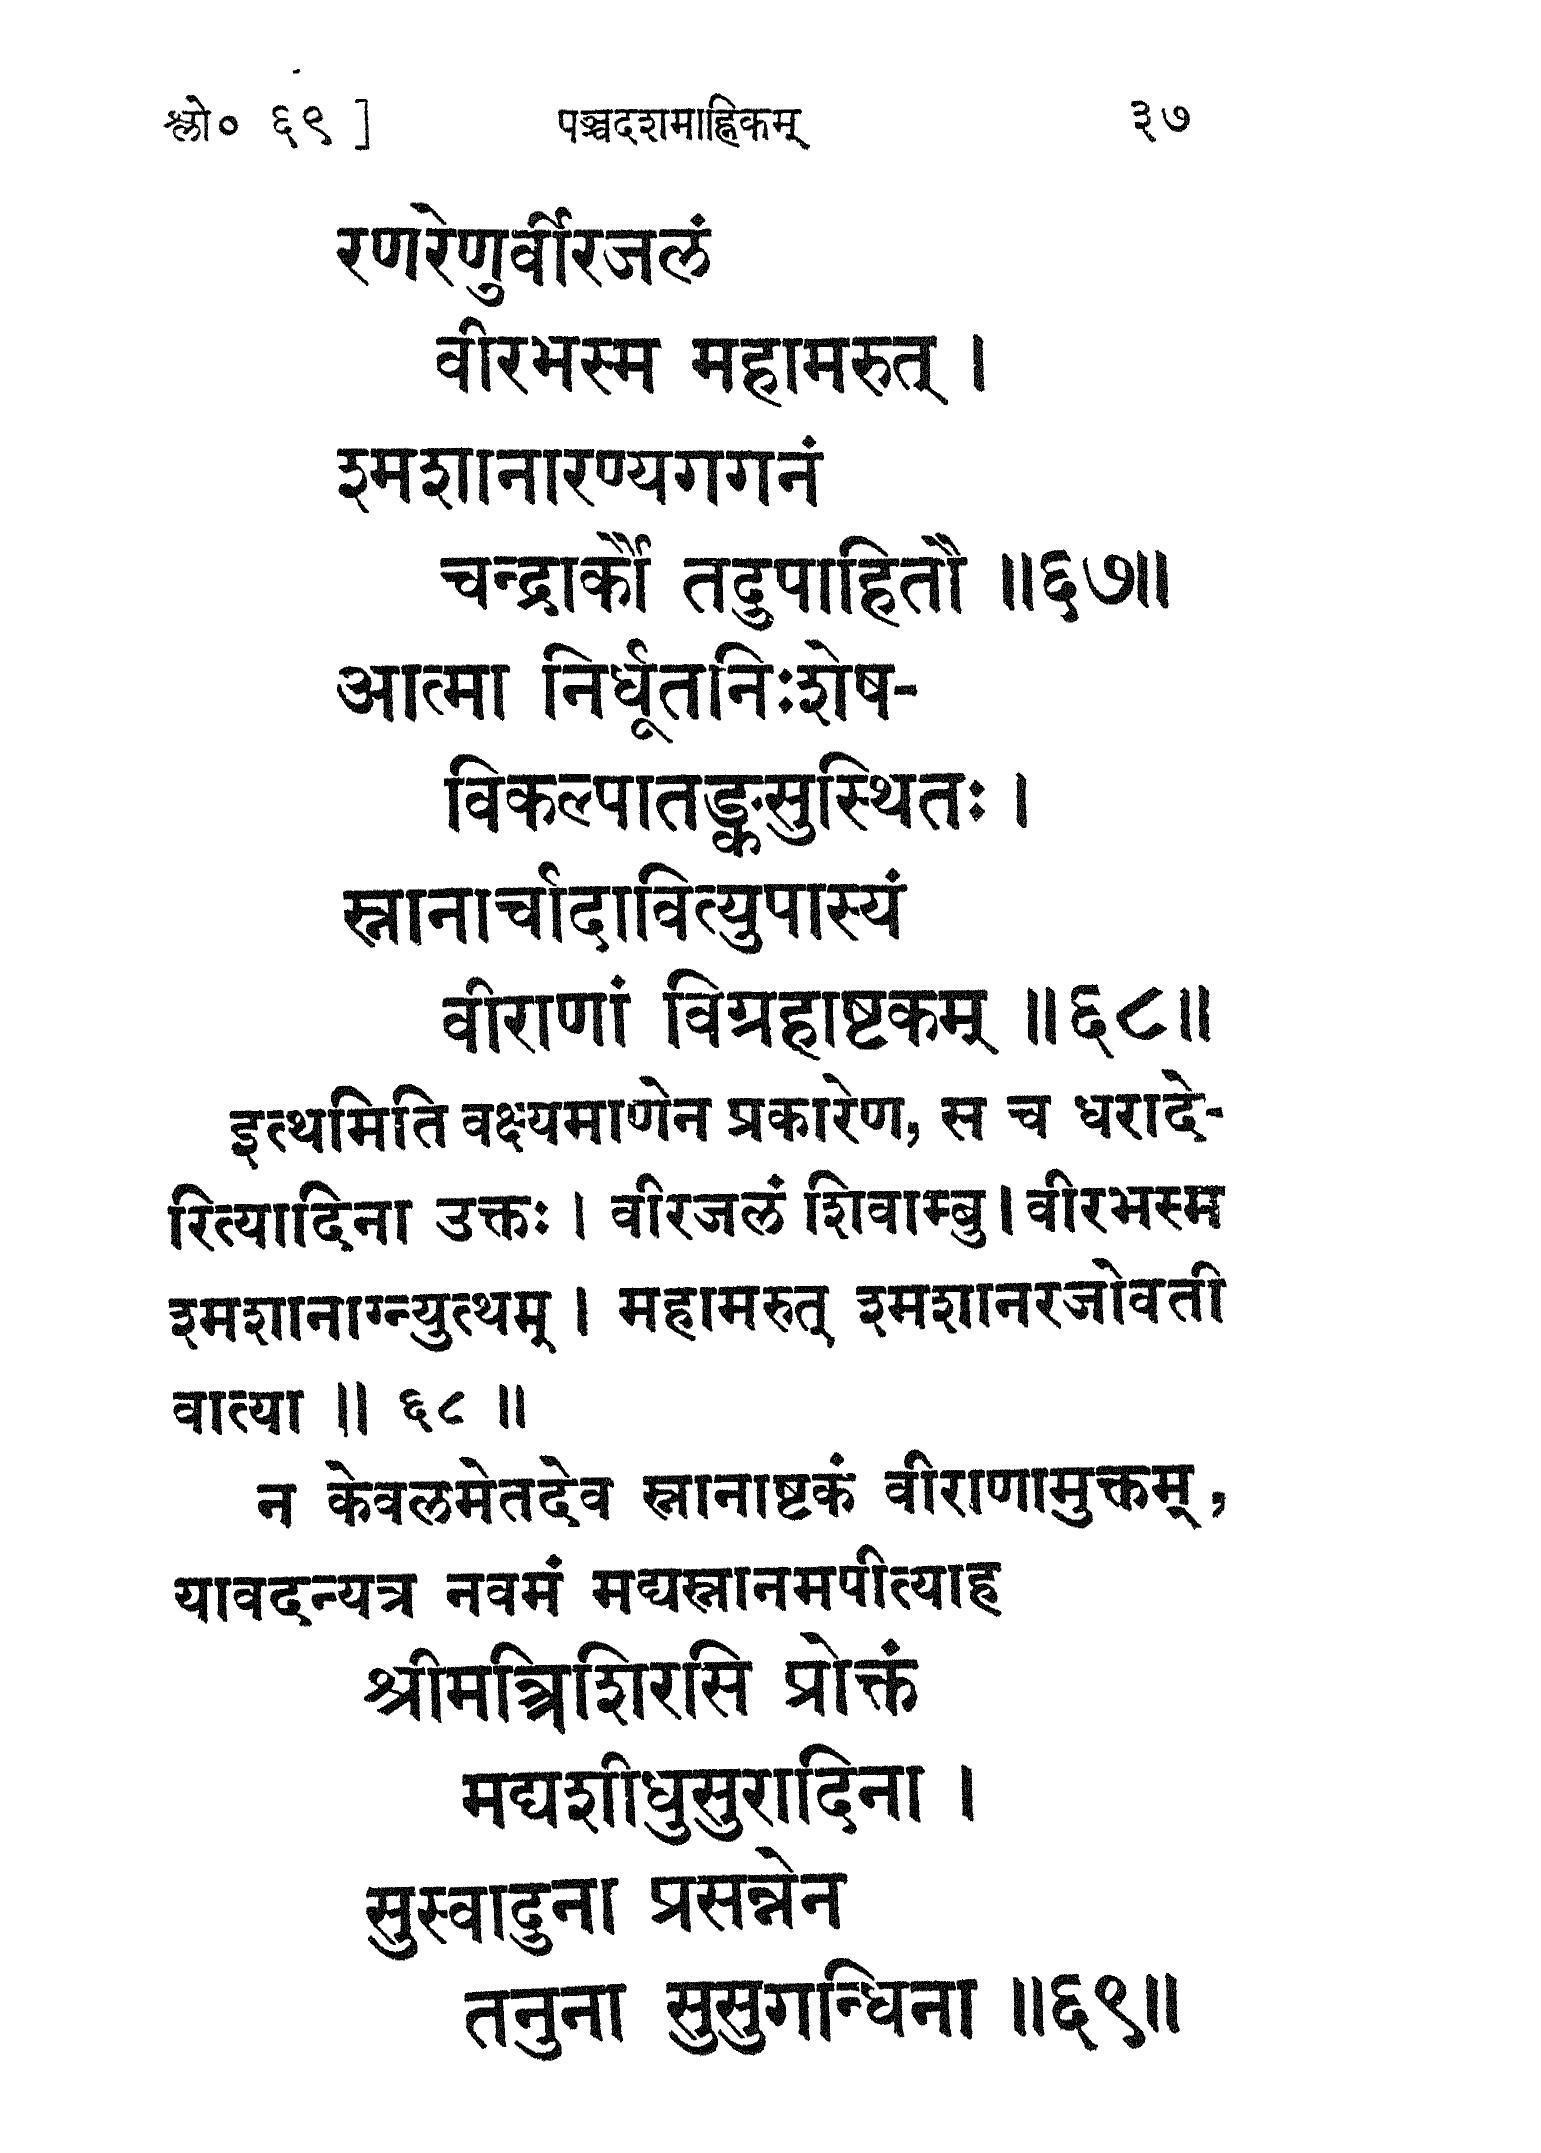 श्लो० ६९ ] पञ्चदशमाह्निकम् ३७
रणरेणुर्वीरजलं
वीरभस्म महामरुत् ।
श्मशानारण्यगगनं
चन्द्रार्कौ तदुपाहितौ ॥६७॥
आत्मा निर्धूतनिःशेष-
विकल्पातङ्कसुस्थितः ।
स्नानार्चादावित्युपास्यं
वीराणां विग्रहाष्टकम् ॥६८॥
इत्थमिति वक्ष्यमाणेन प्रकारेण, स च धरादे-
रित्यादिना उक्तः । वीरजलं शिवाम्बु । वीरभस्म
श्मशानाग्न्युत्थम् । महामरुत् श्मशानरजोवती
वात्या ॥ ६८ ॥
न केवलमेतदेव स्नानाष्टकं वीराणामुक्तम्,
यावदन्यत्र नवमं मद्यस्नानमपीत्याह
श्रीमत्त्रिशिरसि प्रोक्तं
मद्यशीधुसुरादिना ।
सुस्वादुना प्रसन्नेन
तनुना सुसुगन्धिना ॥६९॥